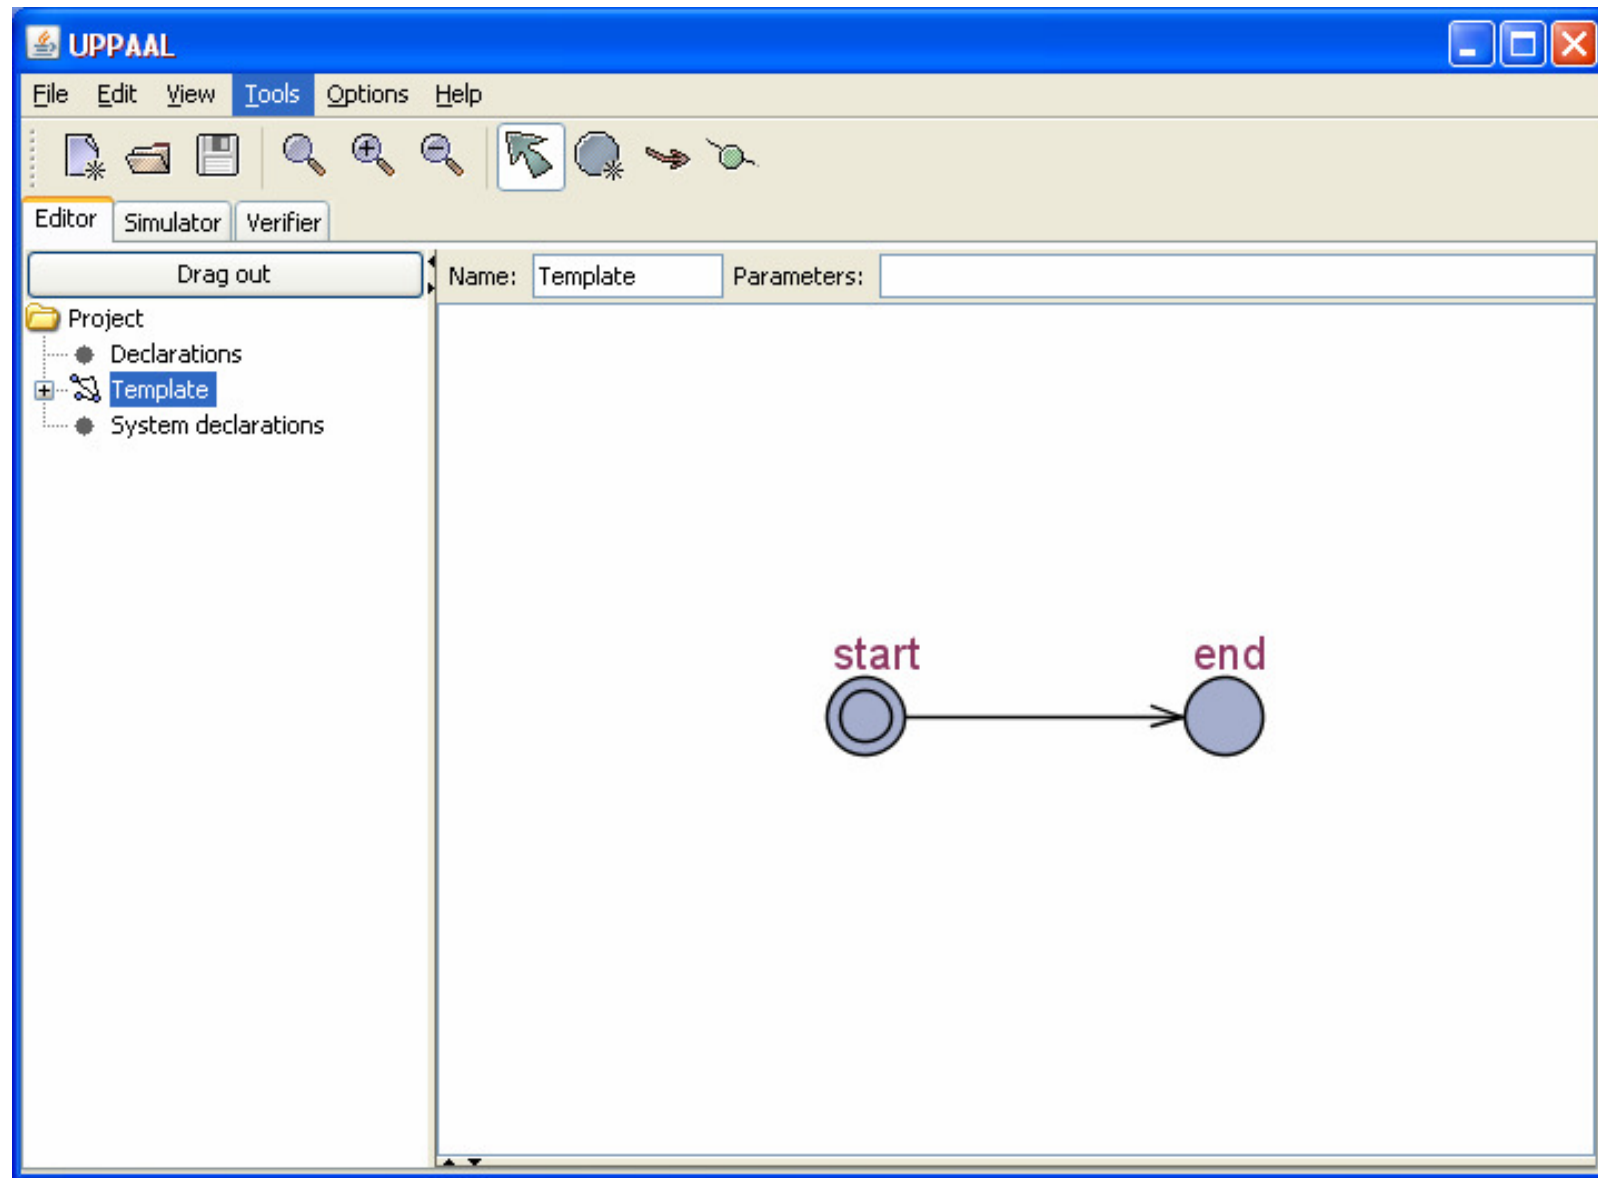 UPPAAL
File Edit View Tools Options Help
Editor Simulator Verifier
Drag out
Name: Template Parameters:
Project
Declarations
Template
System declarations
start end